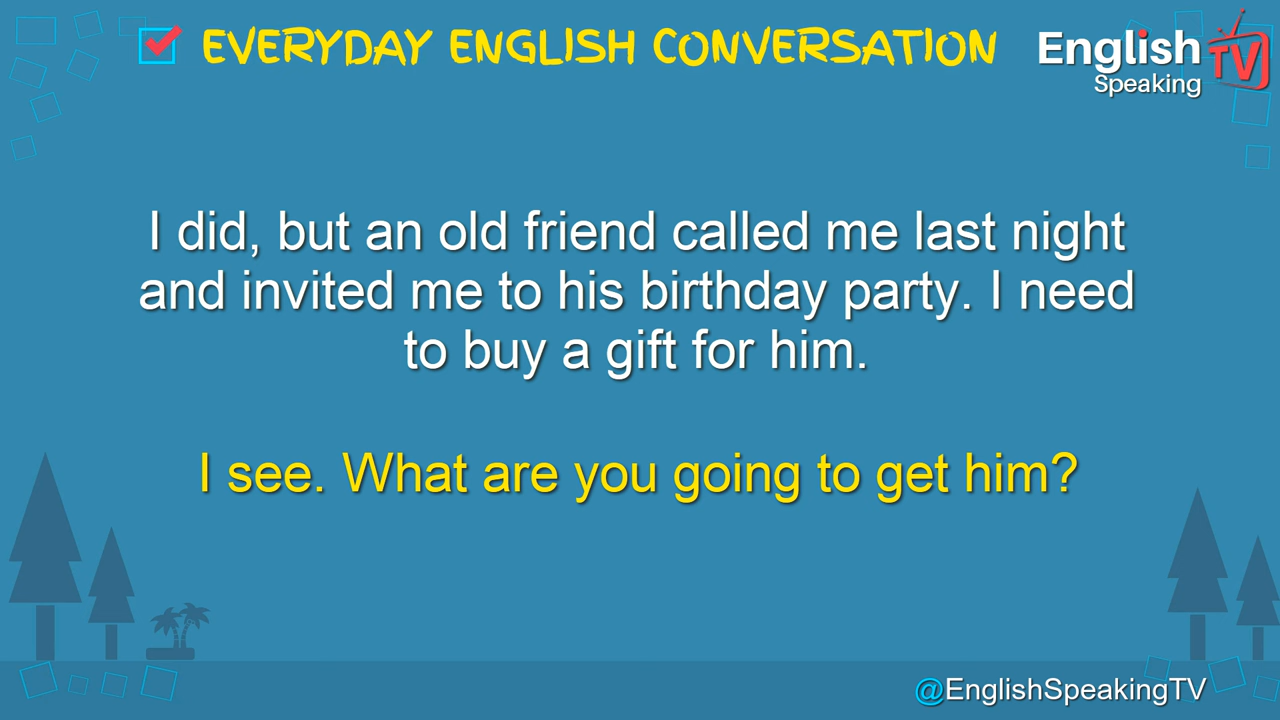 EVERYDAY ENGLISH CONVERSATION
English
Speaking
TV
I did, but an old friend called me last night
and invited me to his birthday party. I need
to buy a gift for him.
I see. What are you going to get him?
@EnglishSpeakingTV